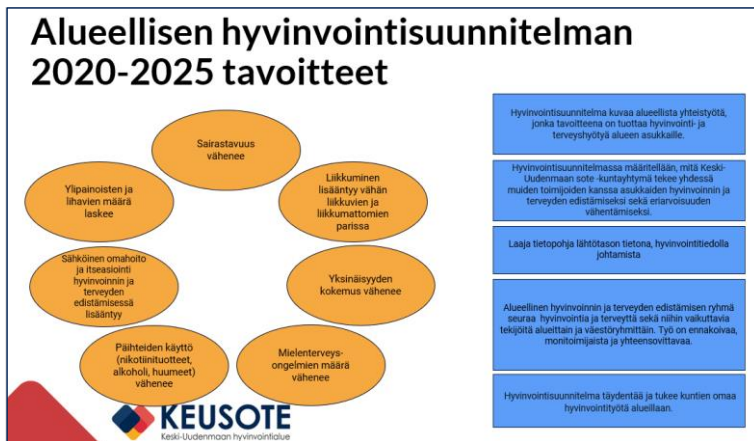 Alueellisen hyvinvointisuunnitelman
2020-2025 tavoitteet
Sairastavuus
vähenee
Liikkuminen
lisääntyy vähän
liikkuvien ja
liikkumattomien
parissa
Yksinäisyyden
kokemus vähenee
Mielenterveys-
ongelmien määrä
vähenee
Päihteiden käyttö
(nikotiinituotteet,
alkoholi, huumeet)
vähenee
Sähköinen omahoito
ja itseasiointi
hyvinvoinnin ja
terveyden
edistämisessä
lisääntyy
Ylipainoisten ja
lihavien määrä
laskee
Hyvinvointisuunnitelma kuvaa alueellista yhteistyötä,
jonka tavoitteena on tuottaa hyvinvointi- ja
terveyshyötyä alueen asukkaille.
Hyvinvointisuunnitelmassa määritellään, mitä Keski-
Uudenmaan sote -kuntayhtymä tekee yhdessä
muiden toimijoiden kanssa asukkaiden hyvinvoinnin ja
terveyden edistämiseksi sekä eriarvoisuuden
vähentämiseksi.
Laaja tietopohja lähtötason tietona, hyvinvointitiedolla
johtamista
Alueellinen hyvinvoinnin ja terveyden edistämisen ryhmä
seuraa hyvinvointia ja terveyttä sekä niihin vaikuttavia
tekijöitä alueittain ja väestöryhmittäin. Työ on ennakoivaa,
monitoimijaista ja yhteensovittavaa.
Hyvinvointisuunnitelma täydentää ja tukee kuntien omaa
hyvinvointityötä alueillaan.
KEUSOTE
Keski-Uudenmaan hyvinvointialue